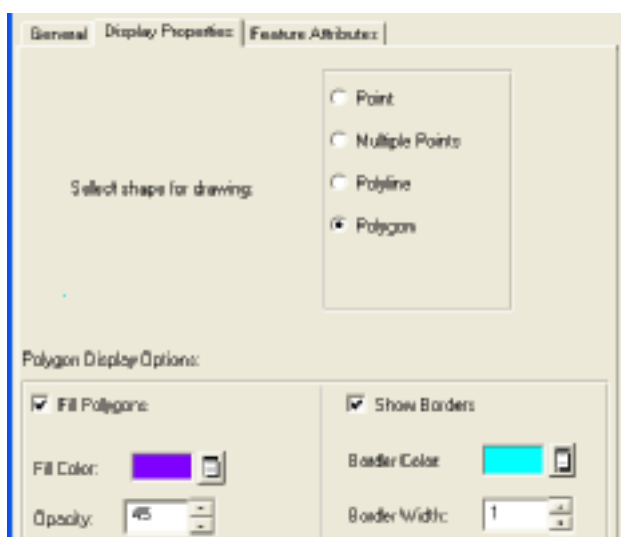 General Display Properties Feature Attributes
Point
Multiple Points
Select shape for drawing:
Polyline
Polygon
Polygon Display Options:
Fill Polygons Show Borders
Fill Color: Border Color:
Opacity: 45 Border Width: 1